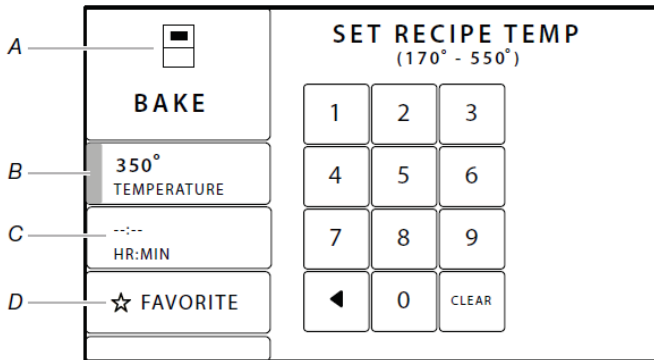 A
BAKE
B
350°
TEMPERATURE
C
--:--
HR:MIN
D
☆ FAVORITE
SET RECIPE TEMP
(170° - 550°)
1 2 3
4 5 6
7 8 9
◀ 0 CLEAR